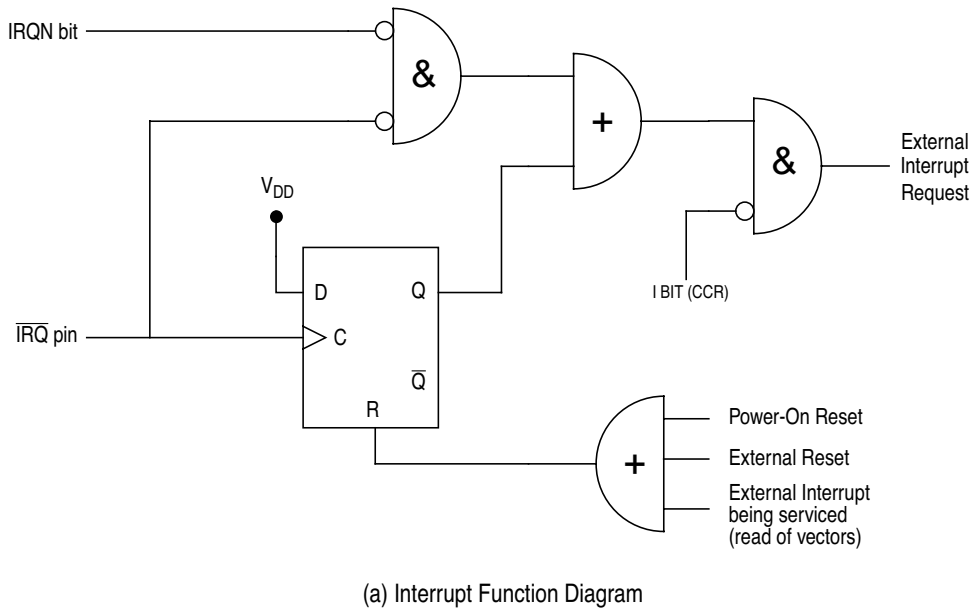 IRQN bit
&
+
&
External
Interrupt
Request
VDD
D
Q
I BIT (CCR)
IRQ pin
C
Q
R
Power-On Reset
+
External Reset
External Interrupt
being serviced
(read of vectors)
(a) Interrupt Function Diagram